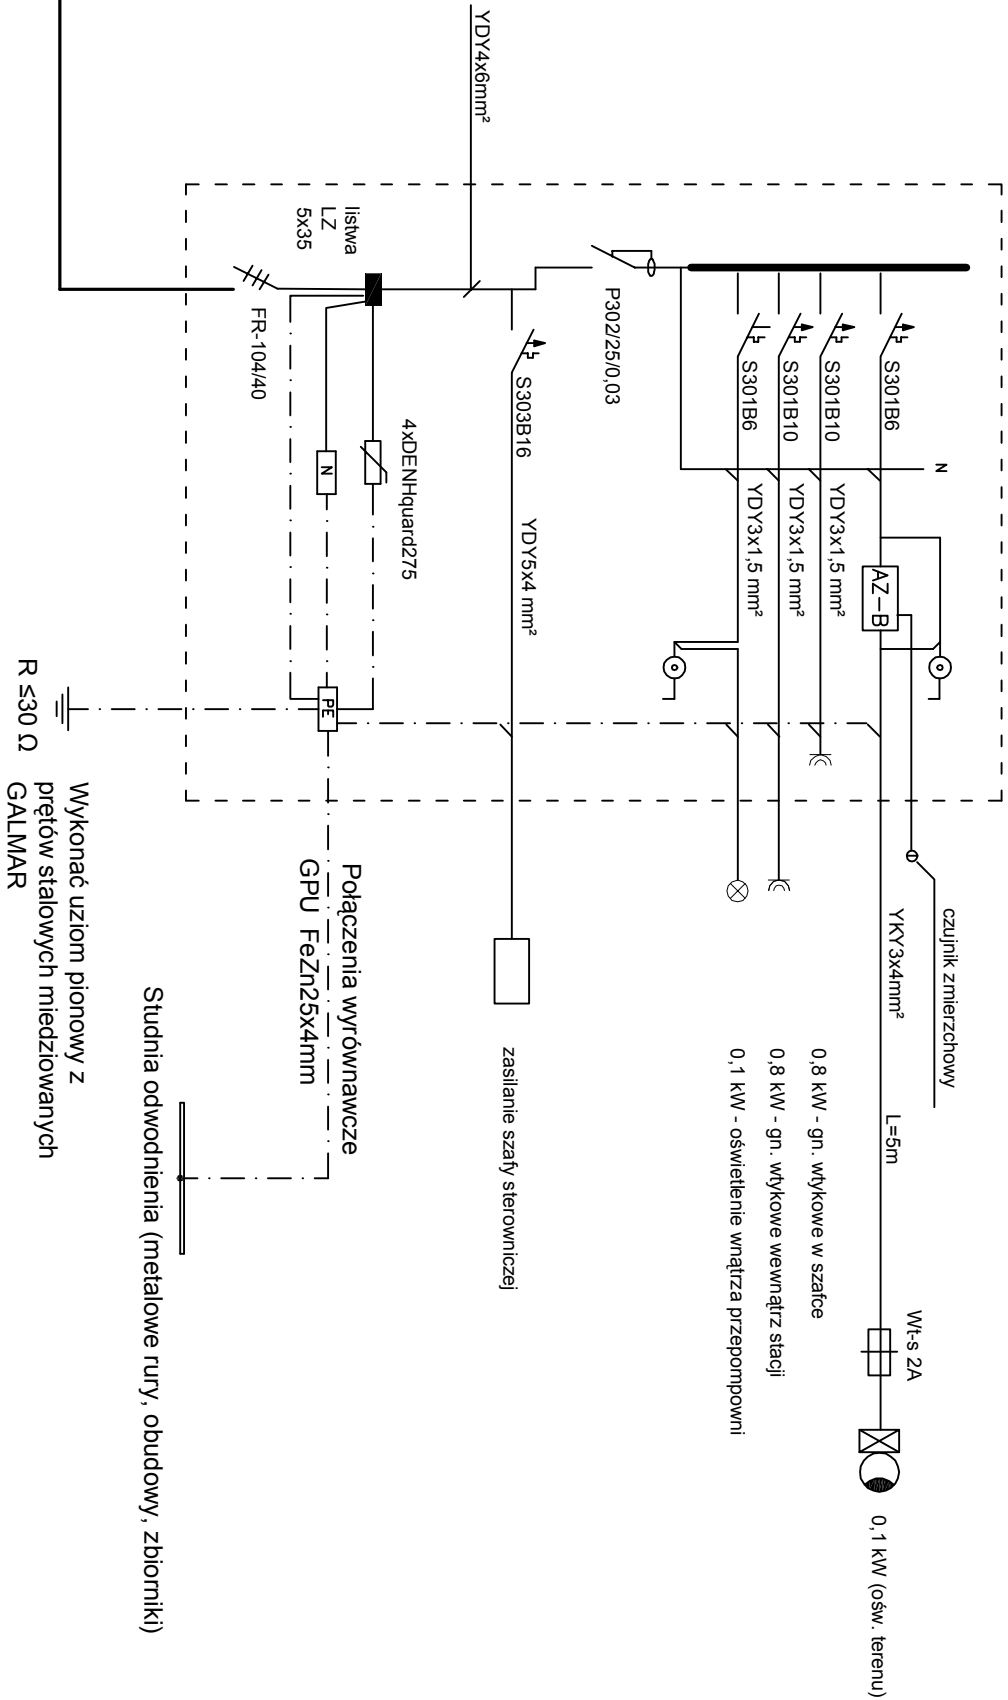 YDY4x6mm²
listwa
LZ
5x35
FR-104/40
P302/25/0,03
S301B6
S301B10
S301B10
S301B6
N
YDY3x1,5 mm²
YDY3x1,5 mm²
YDY3x1,5 mm²
AZ–B
S303B16
YDY5x4 mm²
4xDENHquard275
N
PE
R ≤30 Ω
Wykonać uziom pionowy z
prętów stalowych miedziowanych
GALMAR
Połączenia wyrównawcze
GPU FeZn25x4mm
Studnia odwodnienia (metalowe rury, obudowy, zbiorniki)
zasilanie szafy sterowniczej
czujnik zmierzchowy
YKY3x4mm²
L=5m
0,8 kW - gn. wtykowe w szafce
0,8 kW - gn. wtykowe wewnątrz stacji
0,1 kW - oświetlenie wnątrza przepompowni
Wt-s 2A
0,1 kW (ośw. terenu)